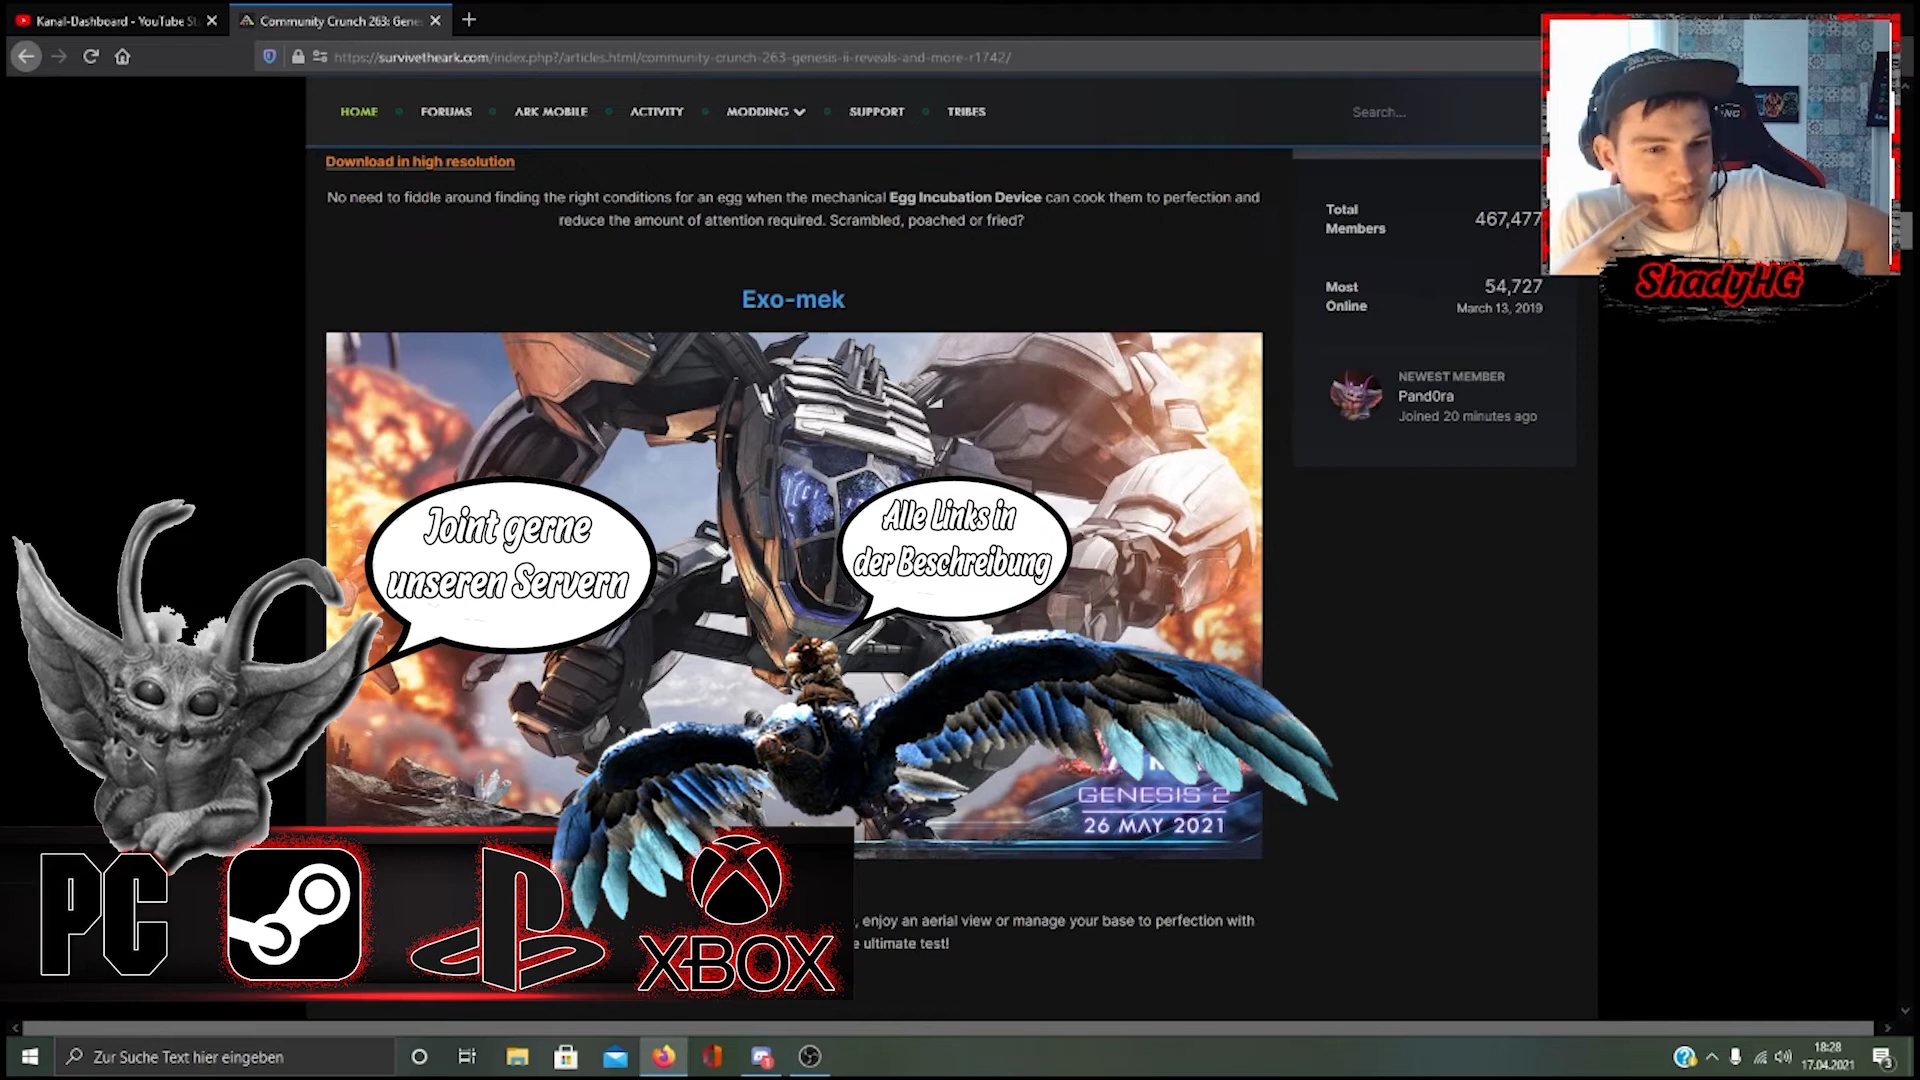 Kanal-Dashboard - YouTube St
Community Crunch 263: Gene
https://survivetheark.com/index.php?/articles.html/community-crunch-263-genesis-ii-reveals-and-more-r1742/
HOME
FORUMS
ARK MOBILE
ACTIVITY
MODDING
SUPPORT
TRIBES
Search...
Download in high resolution
No need to fiddle around finding the right conditions for an egg when the mechanical Egg Incubation Device can cook them to perfection and
reduce the amount of attention required. Scrambled, poached or fried?
Exo-mek
Total
Members
467,477
Most
Online
54,727
March 13, 2019
NEWEST MEMBER
Pand0ra
Joined 20 minutes ago
ShadyHG
Joint gerne
unseren Servern
Alle Links in
der Beschreibung
GENESIS 2
26 MAY 2021
PC
XBOX
, enjoy an aerial view or manage your base to perfection with
e ultimate test!
Zur Suche Text hier eingeben
18:28
17.04.2021
3